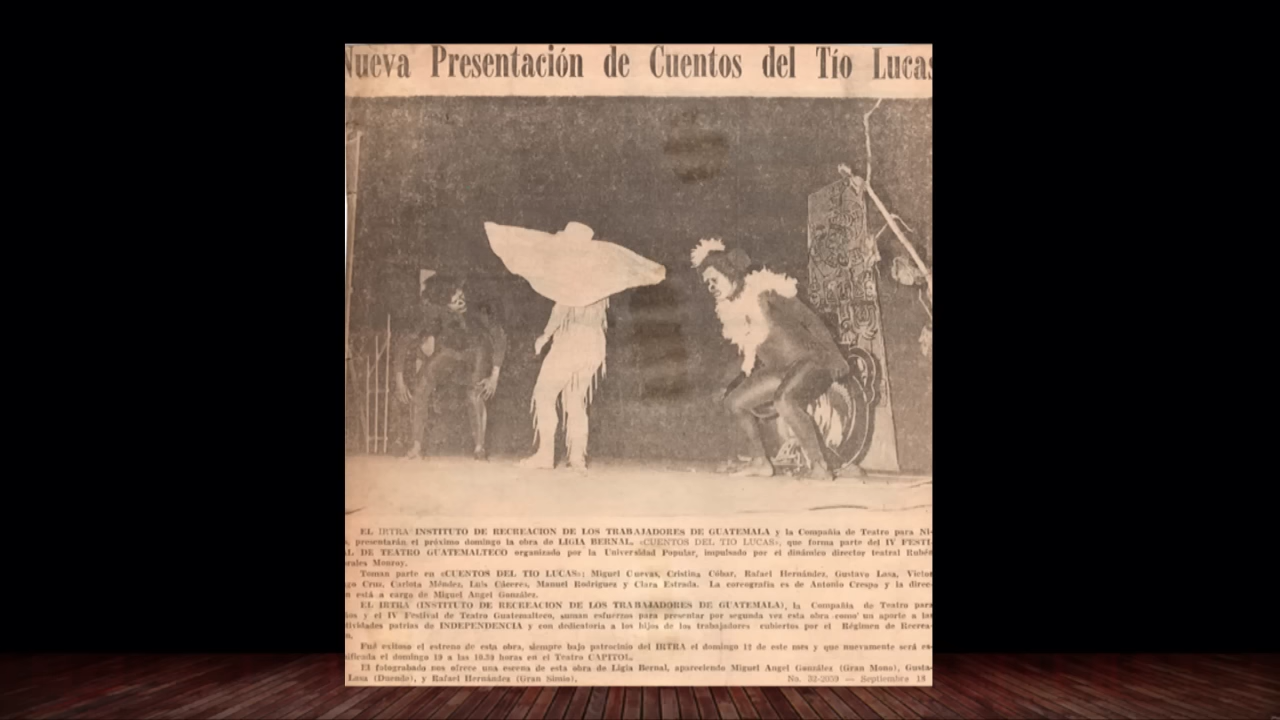 Nueva Presentación de Cuentos del Tío Lucas
EL IRTRA INSTITUTO DE RECREACION DE LOS TRABAJADORES DE GUATEMALA y la Compañía de Teatro para Ni-
, presentarán el próximo domingo la obra de LIGIA BERNAL, «CUENTOS DEL TIO LUCAS», que forma parte del IV FESTI-
L DE TEATRO GUATEMALTECO organizada por la Universidad Popular, impulsado por el dinámico director teatral Rubén
rales Monroy.
Toman parte en «CUENTOS DEL TIO LUCAS»: Miguel Cuevas, Cristina Cóbar, Rafael Hernández, Gustavo Lasa, Víctor
go Cruz, Carlota Méndez, Luis Cáceres, Manuel Rodríguez y Clara Estrada. La coreografía es de Antonio Crespo y la direc-
n está a cargo de Miguel Angel González.
EL IRTRA (INSTITUTO DE RECREACION DE LOS TRABAJADORES DE GUATEMALA), la Compañía de Teatro para
os y el IV Festival de Teatro Guatemalteco, suman esfuerzos para presentar por segunda vez esta obra como un aporte a las
tividades patrias de INDEPENDENCIA y con dedicatoria a los hijos de los trabajadores cubiertos por el Régimen de Recrea-
n.
Fué exitoso el estreno de esta obra, siempre bajo patrocinio del IRTRA el domingo 12 de este mes y que nuevamente será es-
ificada el domingo 19 a las 10.30 horas en el Teatro CAPITOL.
El fotograbado nos ofrece una escena de esta obra de Ligia Bernal, apareciendo Miguel Angel González (Gran Mono), Gusta-
Lasa (Duende), y Rafael Hernández (Gran Simio).
No. 32-2059 — Septiembre 18